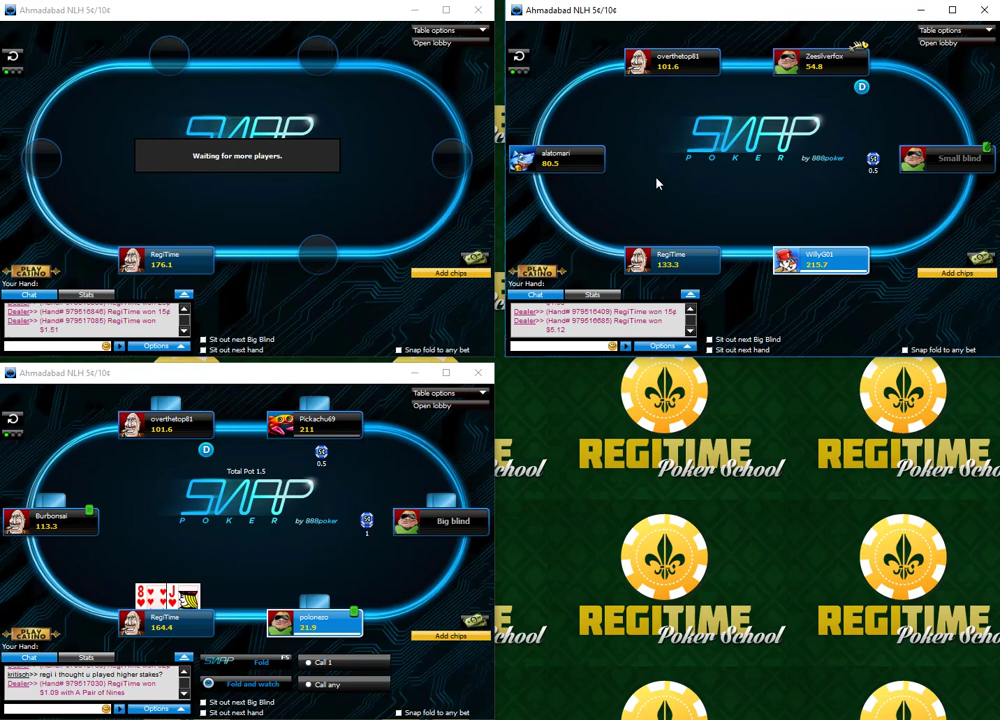 Ahmadabad NLH 5¢/10¢
Table options
Open lobby
SNAP
POKER by 888poker
Waiting for more players.
RegiTime
176.1
PLAY CASINO
Add chips
Your Hand:
Chat
Stats
Dealer>> (Hand# 979516846) RegiTime won 15¢
Dealer>> (Hand# 979517085) RegiTime won
$1.51
Options
Sit out next Big Blind
Sit out next hand
Snap fold to any bet
Ahmadabad NLH 5¢/10¢
Table options
Open lobby
overthetop81
101.6
Zeesilverfox
54.8
D
SNAP
POKER by 888poker
alatomari
80.5
Small blind
0.5
RegiTime
133.3
WillyG01
215.7
PLAY CASINO
Add chips
Your Hand:
Chat
Stats
Dealer>> (Hand# 979516409) RegiTime won 15¢
Dealer>> (Hand# 979516685) RegiTime won
$5.12
Options
Sit out next Big Blind
Sit out next hand
Snap fold to any bet
Ahmadabad NLH 5¢/10¢
Table options
Open lobby
overthetop81
101.6
Pickachu69
211
D
0.5
Total Pot 1.5
SNAP
POKER by 888poker
Burbonsai
113.3
Big blind
1
8 J
RegiTime
164.4
polonezo
21.9
PLAY CASINO
Add chips
Your Hand:
Chat
Stats
SNAP Fold F5
Call 1
kritisch>> regi i thought u played higher stakes?
Dealer>> (Hand# 979517030) RegiTime won
$1.09 with A Pair of Nines
Fold and watch
Call any
Options
Sit out next Big Blind
Sit out next hand
Snap fold to any bet
REGITIME
Poker School
REGITIME
Poker School
REGITIME
Poker School
REGITIME
Poker School